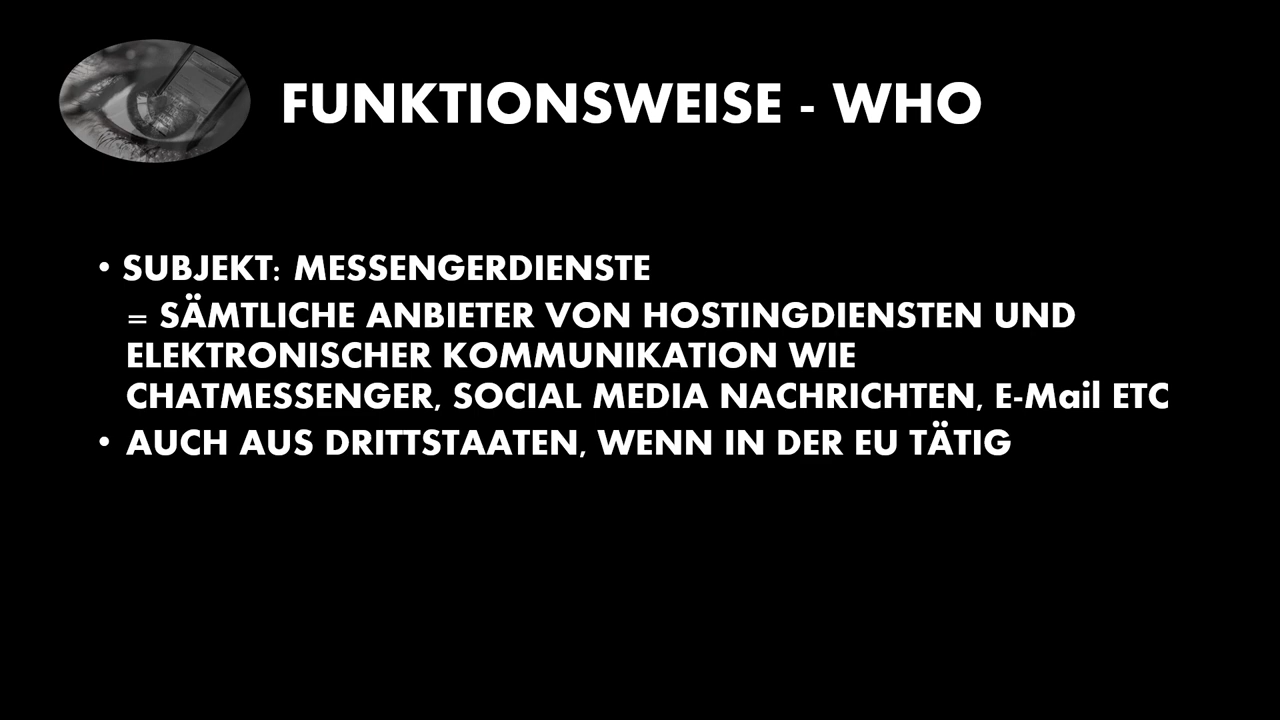 FUNKTIONSWEISE - WHO
• SUBJEKT: MESSENGERDIENSTE
= SÄMTLICHE ANBIETER VON HOSTINGDIENSTEN UND
ELEKTRONISCHER KOMMUNIKATION WIE
CHATMESSENGER, SOCIAL MEDIA NACHRICHTEN, E-Mail ETC
• AUCH AUS DRITTSTAATEN, WENN IN DER EU TÄTIG